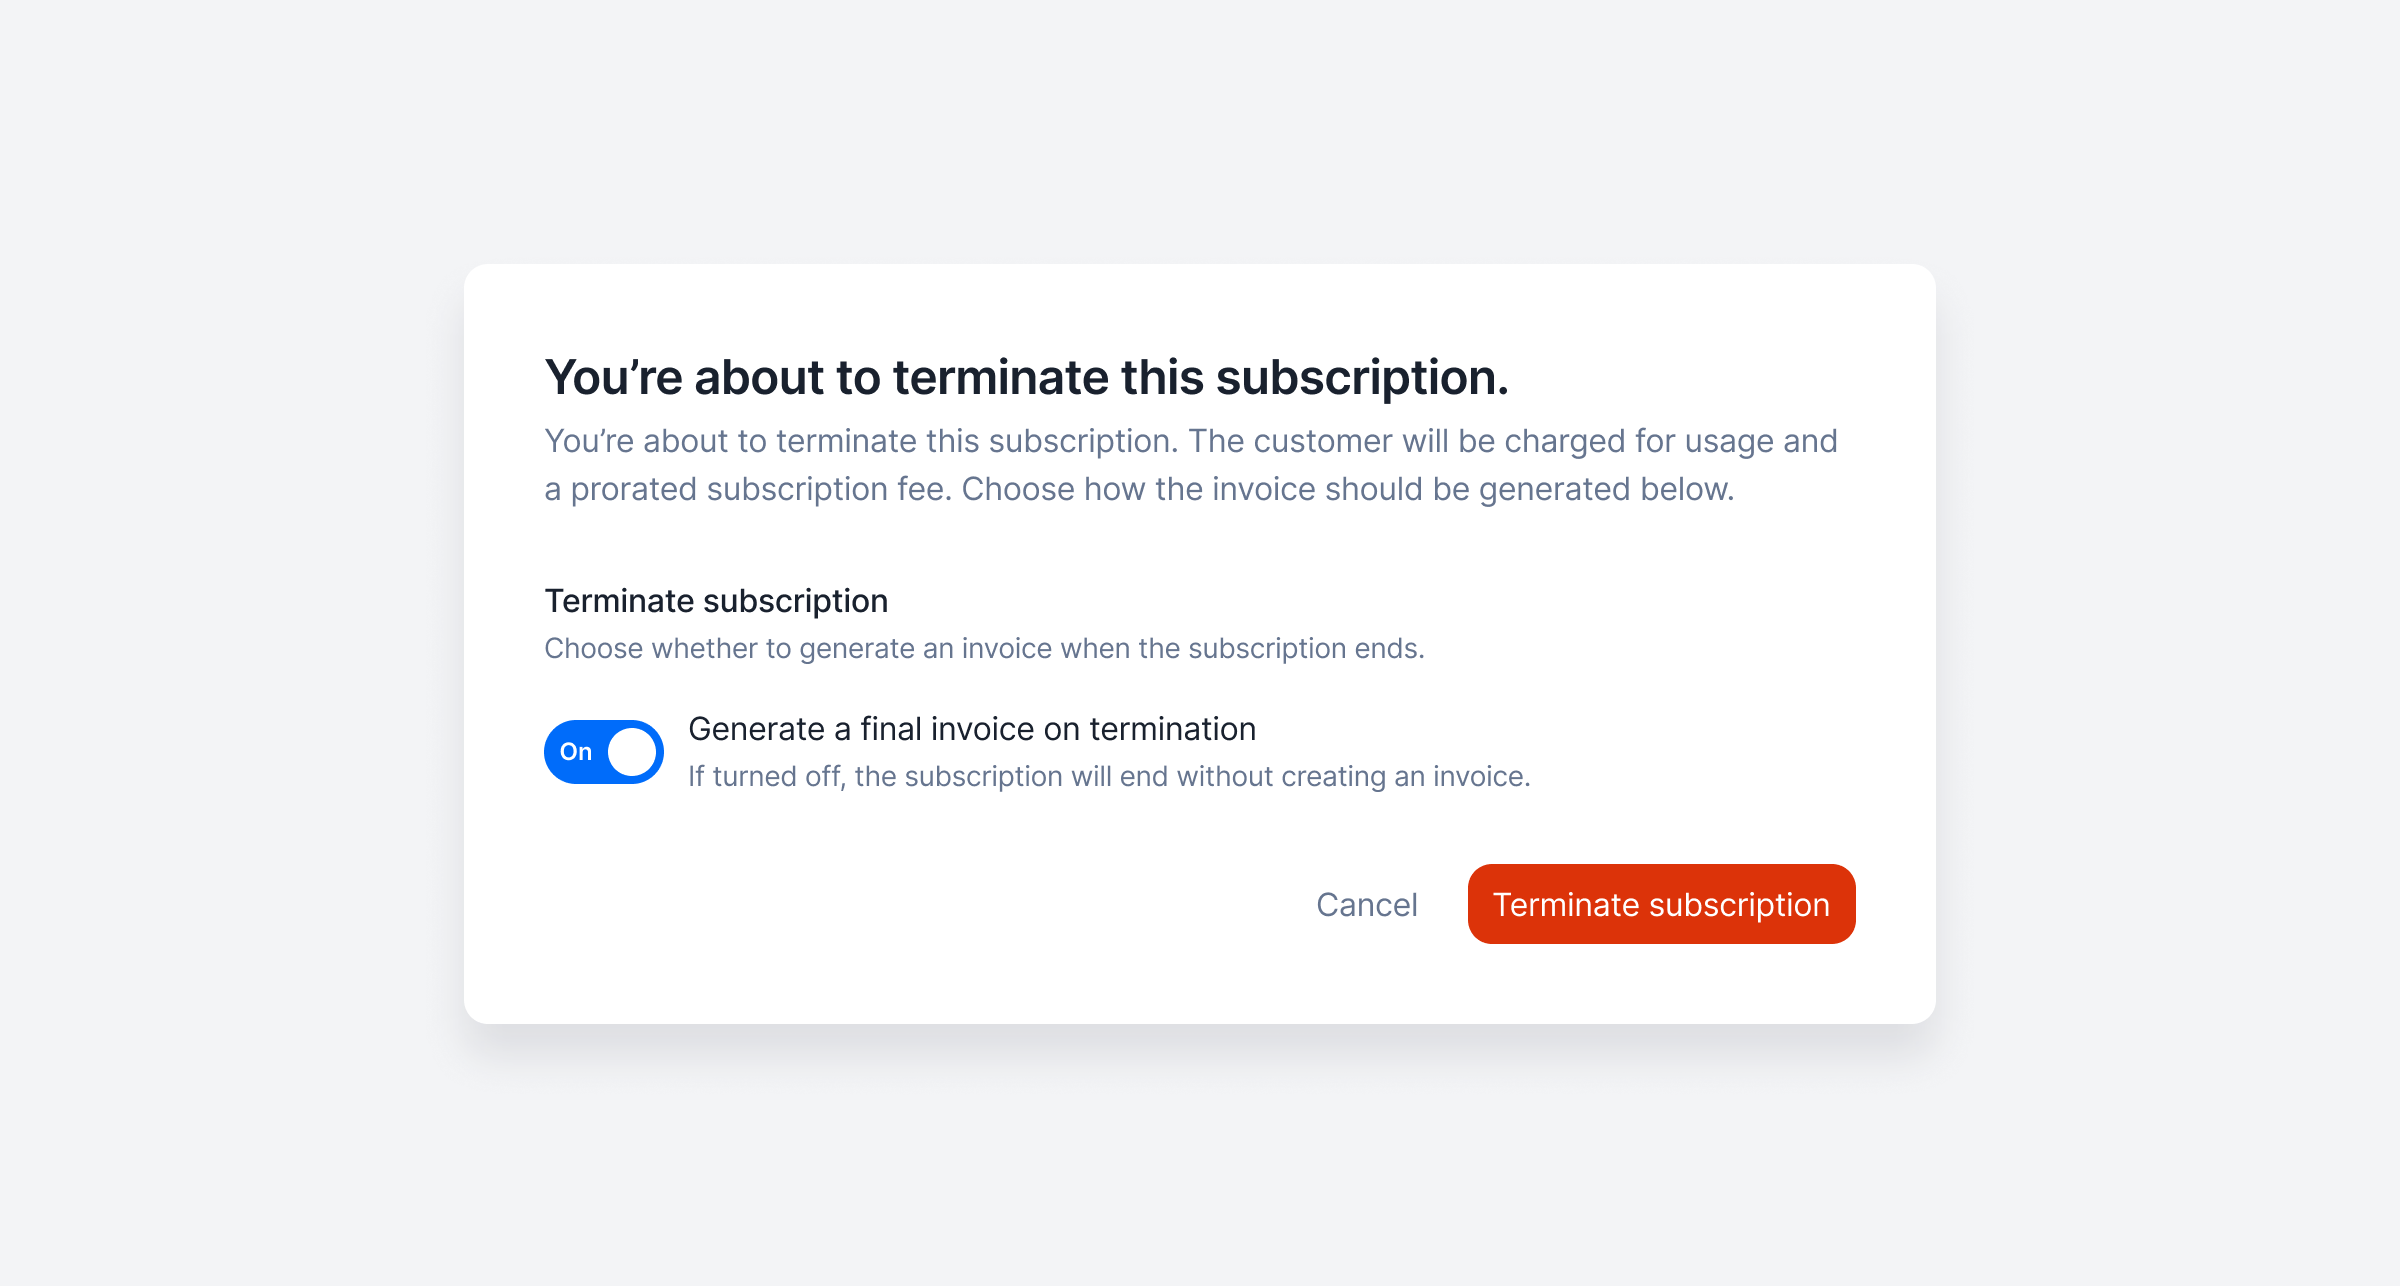 You’re about to terminate this subscription.
You’re about to terminate this subscription. The customer will be charged for usage and
a prorated subscription fee. Choose how the invoice should be generated below.
Terminate subscription
Choose whether to generate an invoice when the subscription ends.
On
Generate a final invoice on termination
If turned off, the subscription will end without creating an invoice.
Cancel
Terminate subscription